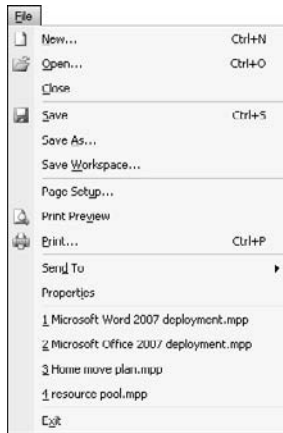 File
New... Ctrl+N
Open... Ctrl+O
Close
Save Ctrl+S
Save As...
Save Workspace...
Page Setup...
Print Preview
Print... Ctrl+P
Send To
Properties
1 Microsoft Word 2007 deployment.mpp
2 Microsoft Office 2007 deployment.mpp
3 Home move plan.mpp
4 resource pool.mpp
Exit